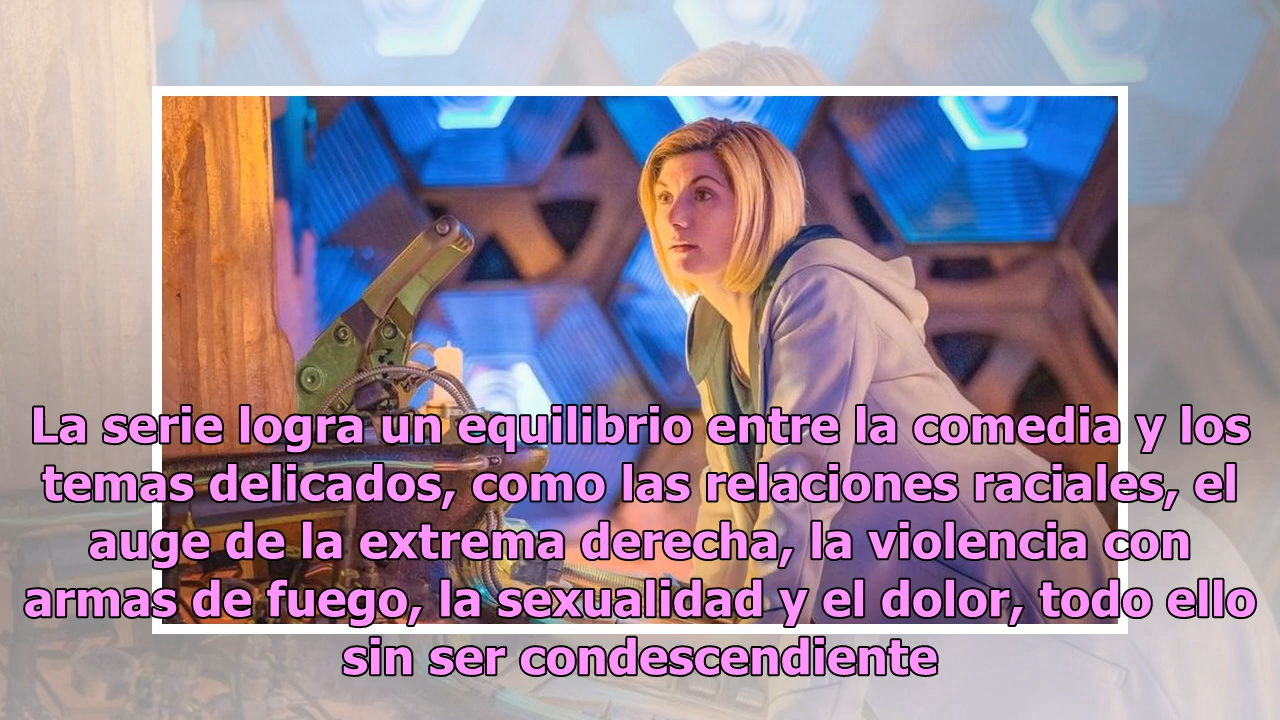 La serie logra un equilibrio entre la comedia y los
temas delicados, como las relaciones raciales, el
auge de la extrema derecha, la violencia con
armas de fuego, la sexualidad y el dolor, todo ello
sin ser condescendiente